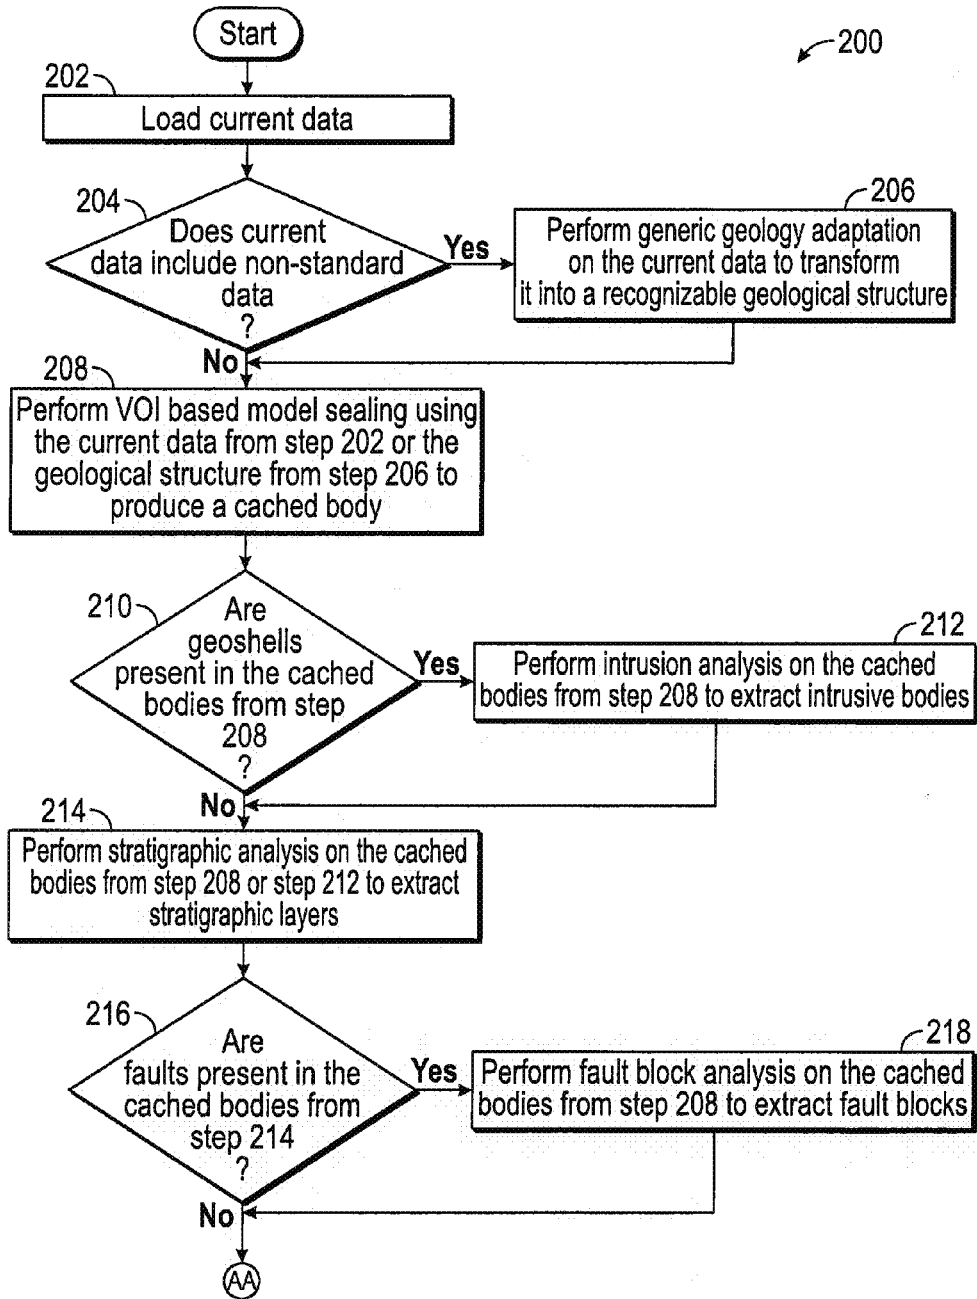 Start
200
202
Load current data
204
Does current
data include non-standard
data
?
Yes
206
Perform generic geology adaptation
on the current data to transform
it into a recognizable geological structure
No
208
Perform VOI based model sealing using
the current data from step 202 or the
geological structure from step 206 to
produce a cached body
210
Are
geoshells
present in the cached
bodies from step
208
?
Yes
212
Perform intrusion analysis on the cached
bodies from step 208 to extract intrusive bodies
No
214
Perform stratigraphic analysis on the cached
bodies from step 208 or step 212 to extract
stratigraphic layers
216
Are
faults present in the
cached bodies from
step 214
?
Yes
218
Perform fault block analysis on the cached
bodies from step 208 to extract fault blocks
No
AA